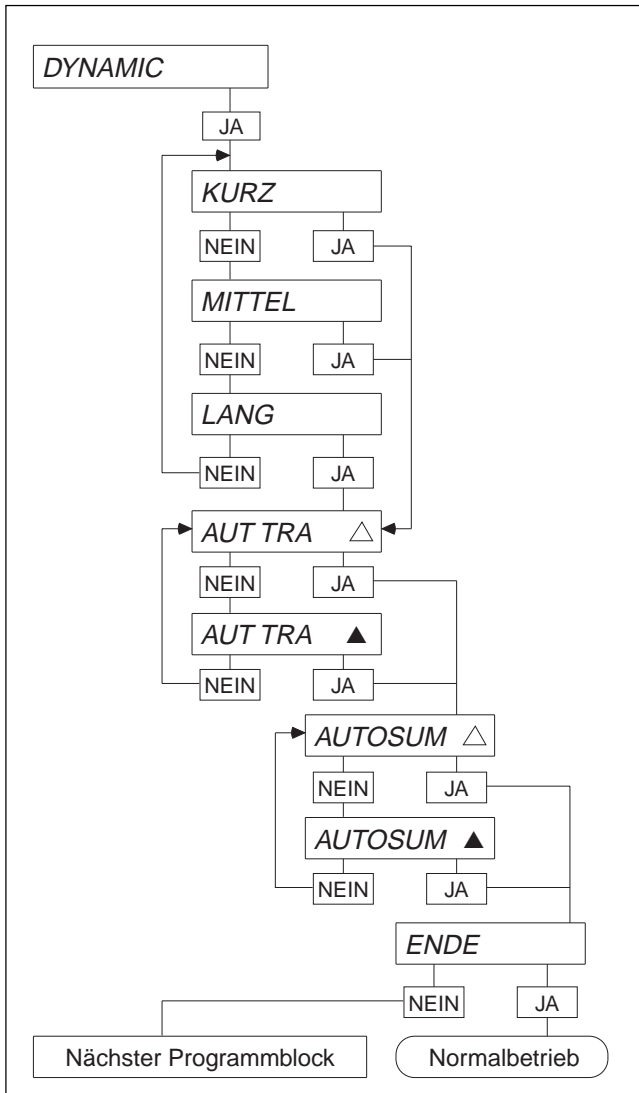 DYNAMIC
JA
KURZ
NEIN JA
MITTEL
NEIN JA
LANG
NEIN JA
AUT TRA △
NEIN JA
AUT TRA ▲
NEIN JA
AUTOSUM △
NEIN JA
AUTOSUM ▲
NEIN JA
ENDE
NEIN JA
Nächster Programmblock Normalbetrieb